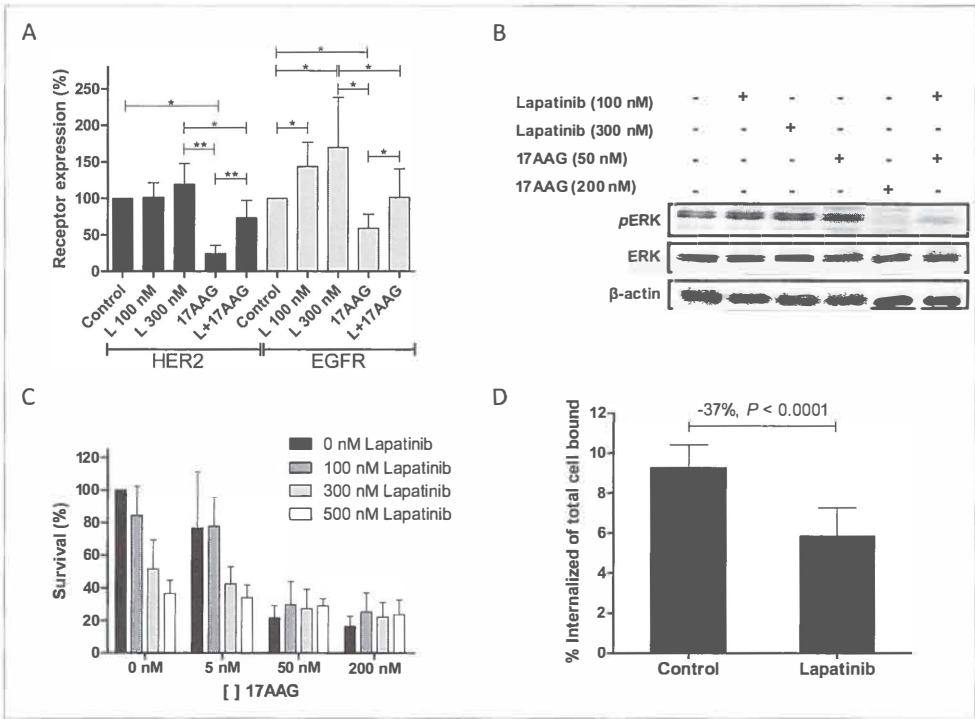 A
Receptor expression (%)
250
200
150
100
50
0
* * * * * ** ** * * *
Control
L 100 nM
L 300 nM
17AAG
L+17AAG
Control
L 100 nM
L 300 nM
17AAG
L+17AAG
HER2
EGFR
B
Lapatinib (100 nM) - + - - - +
Lapatinib (300 nM) - - + - - -
17AAG (50 nM) - - - + - +
17AAG (200 nM) - - - - + -
pERK
ERK
β-actin
C
Survival (%)
120
100
80
60
40
20
0
0 nM Lapatinib
100 nM Lapatinib
300 nM Lapatinib
500 nM Lapatinib
0 nM
5 nM
50 nM
200 nM
[ ] 17AAG
D
% Internalized of total cell bound
12
10
8
6
4
2
0
-37%, P < 0.0001
Control
Lapatinib